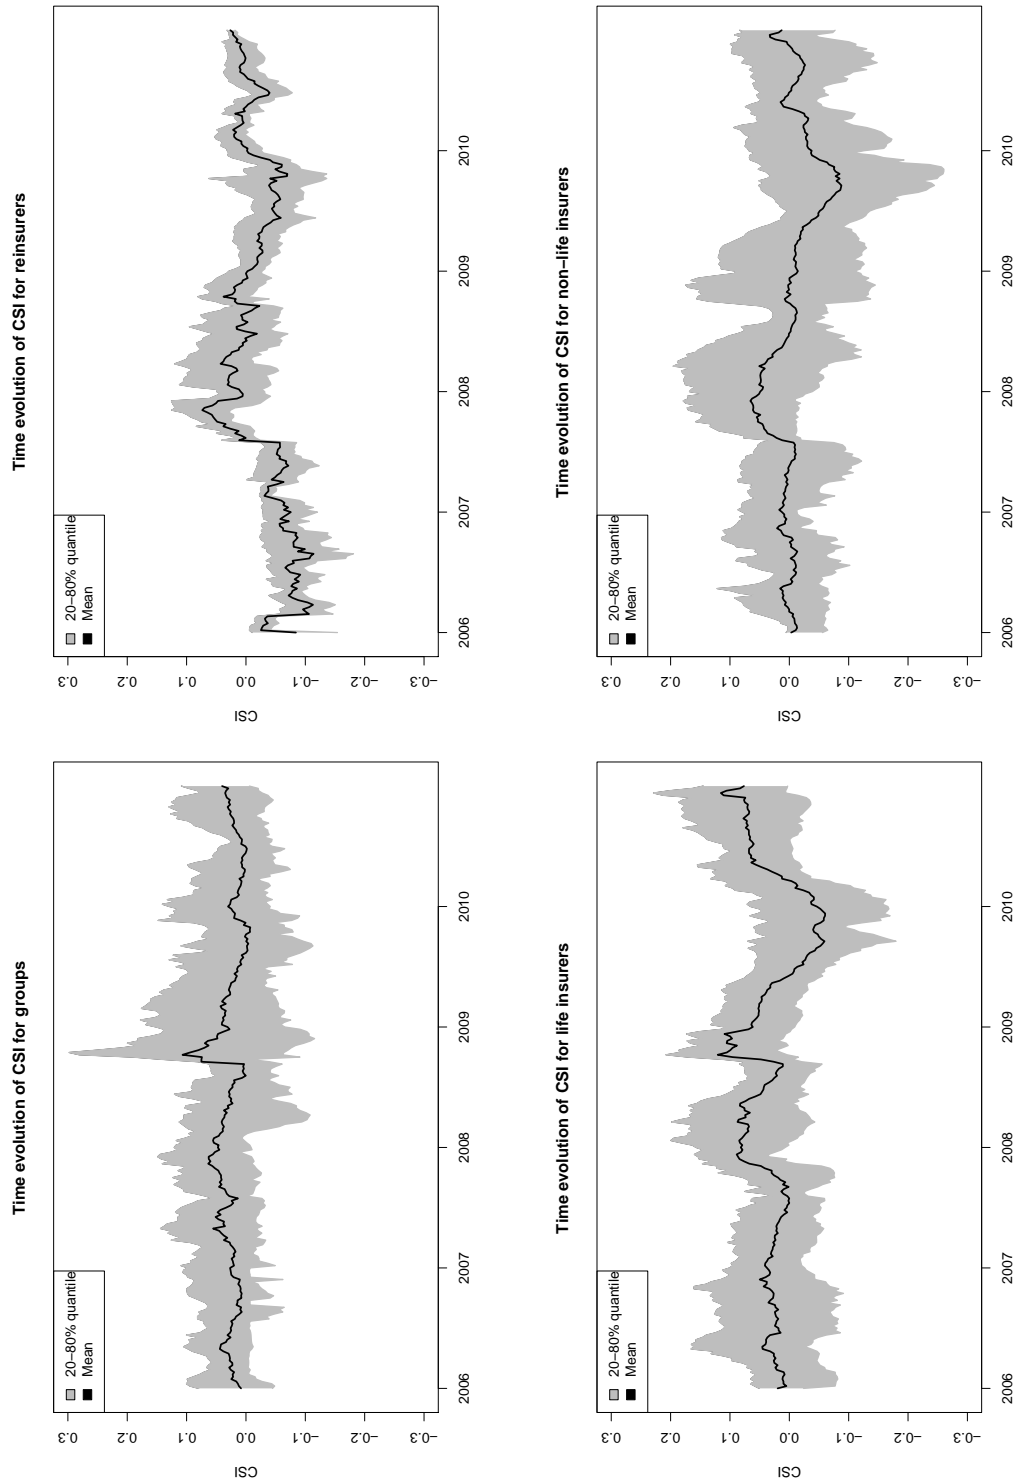 Time evolution of CSI for groups
20−80% quantile
Mean
CSI
0.3
0.2
0.1
0.0
−0.1
−0.2
−0.3
2006 2007 2008 2009 2010
Time evolution of CSI for reinsurers
20−80% quantile
Mean
CSI
0.3
0.2
0.1
0.0
−0.1
−0.2
−0.3
2006 2007 2008 2009 2010
Time evolution of CSI for life insurers
20−80% quantile
Mean
CSI
0.3
0.2
0.1
0.0
−0.1
−0.2
−0.3
2006 2007 2008 2009 2010
Time evolution of CSI for non−life insurers
20−80% quantile
Mean
CSI
0.3
0.2
0.1
0.0
−0.1
−0.2
−0.3
2006 2007 2008 2009 2010